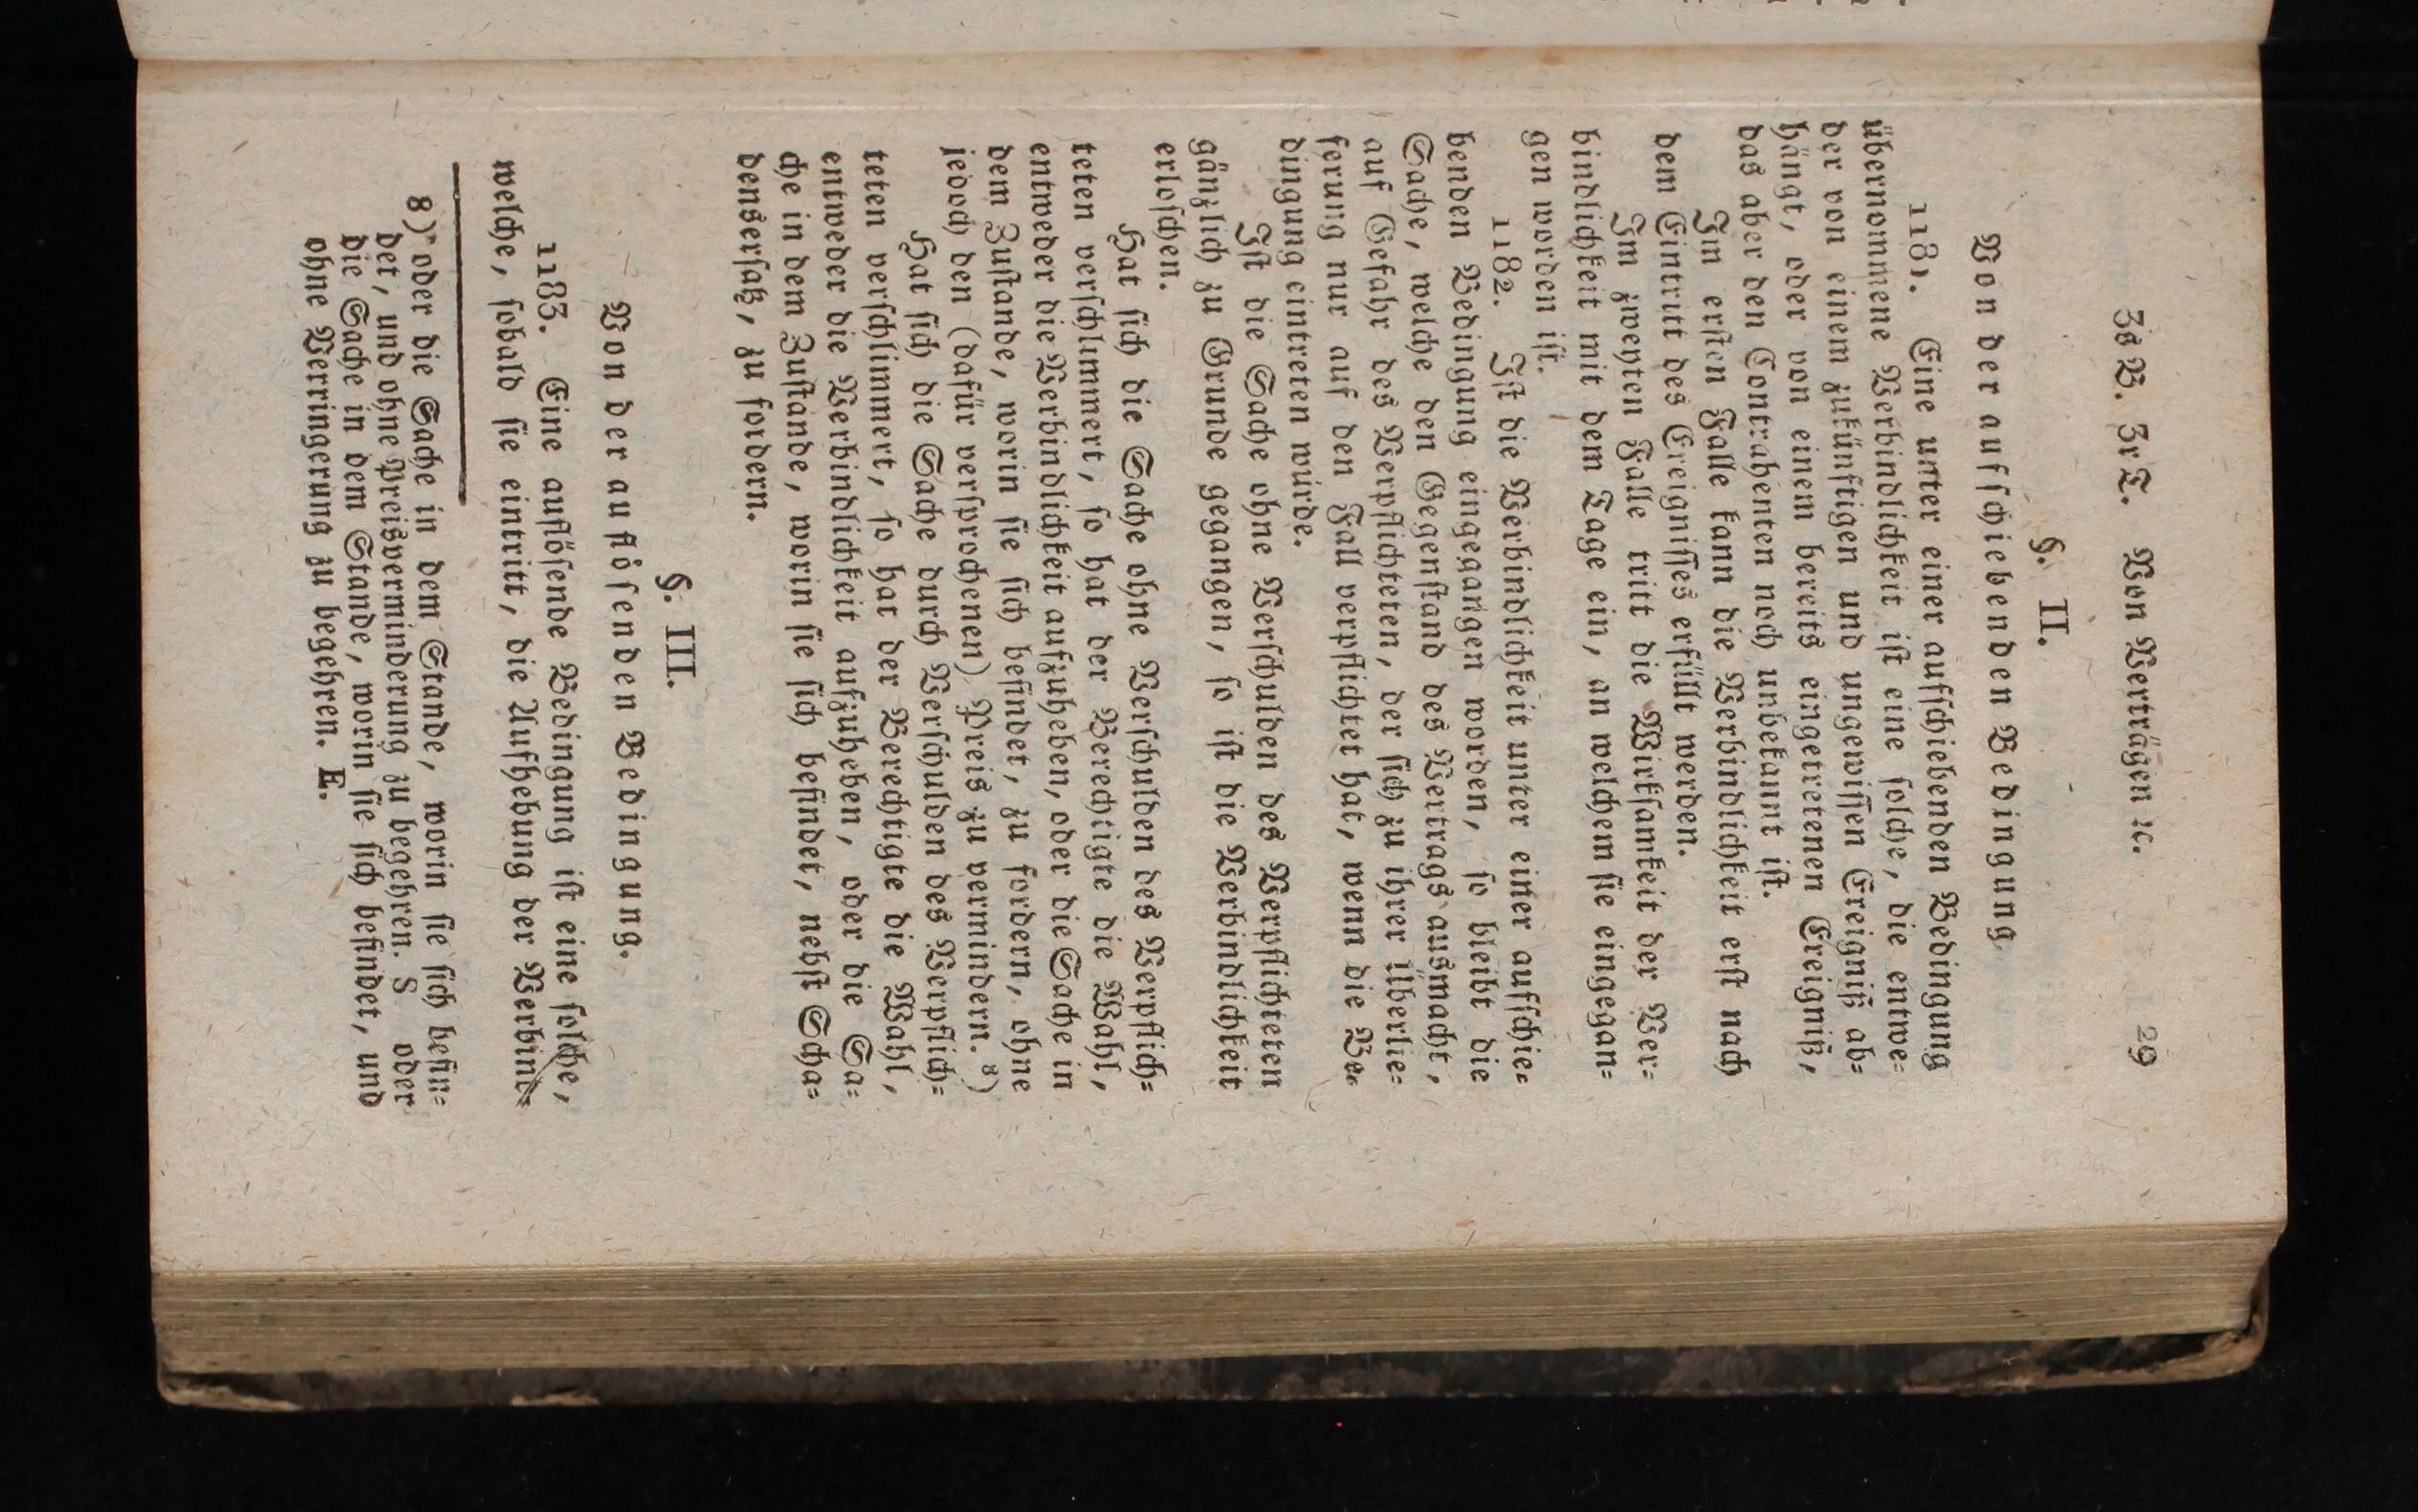 3s B. 3r T. Von Verträgen ꝛc. 29
§. II.
Von der aufschiebenden Bedingung
1181. Eine unter einer aufschiebenden Bedingung
übernommene Verbindlichkeit ist eine solche, die entwe-
der von einem zukünftigen und ungewissen Ereigniß ab-
hängt, oder von einem bereits eingetretenen Ereigniß,
das aber den Contrahenten noch unbekannt ist.
Im ersten Falle kann die Verbindlichkeit erst nach
dem Eintritt des Ereignisses erfüllt werden.
Im zweyten Falle tritt die Wirksamkeit der Ver-
bindlichkeit mit dem Tage ein, an welchem sie eingegan-
gen worden ist.
1182. Ist die Verbindlichkeit unter einer aufschie-
benden Bedingung eingegangen worden, so bleibt die
Sache, welche den Gegenstand des Vertrags ausmacht,
auf Gefahr des Verpflichteten, der sich zu ihrer Überlie-
ferung nur auf den Fall verpflichtet hat, wenn die Be-
dingung eintreten würde.
Ist die Sache ohne Verschulden des Verpflichteten
gänzlich zu Grunde gegangen, so ist die Verbindlichkeit
erloschen.
Hat sich die Sache ohne Verschulden des Verpflich-
teten verschlimmert, so hat der Berechtigte die Wahl,
entweder die Verbindlichkeit aufzuheben, oder die Sache in
dem Zustande, worin sie sich befindet, zu fordern, ohne
jedoch den (dafür versprochenen) Preis zu vermindern. ⁸)
Hat sich die Sache durch Verschulden des Verpflich-
teten verschlimmert, so hat der Berechtigte die Wahl,
entweder die Verbindlichkeit aufzuheben, oder die Sa-
che in dem Zustande, worin sie sich befindet, nebst Scha-
densersatz, zu fordern.
§. III.
Von der auflösenden Bedingung.
1183. Eine auflösende Bedingung ist eine solche,
welche, sobald sie eintritt, die Aufhebung der Verbind-
8) oder die Sache in dem Stande, worin sie sich befin-
det, und ohne Preisverminderung zu begehren. S oder
die Sache in dem Stande, worin sie sich befindet, und
ohne Verringerung zu begehren. E.